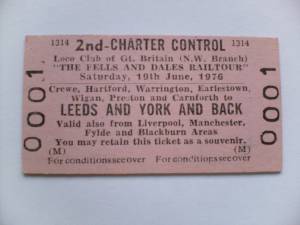 1314 2nd-CHARTER CONTROL 1314
Loco Club of Gt. Britain (N.W. Branch)
"THE FELLS AND DALES RAILTOUR"
Saturday, 19th June, 1976
Crewe, Hartford, Warrington, Earlestown,
Wigan, Preston and Carnforth to
LEEDS AND YORK AND BACK
Valid also from Liverpool, Manchester,
Fylde and Blackburn Areas
You may retain this ticket as a souvenir.
(M) (M)
For conditions see over For conditions see over
0001
0001